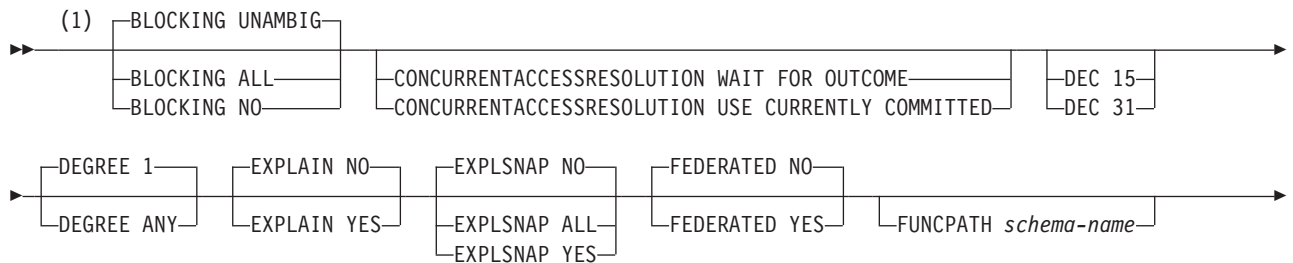 (1) BLOCKING UNAMBIG
BLOCKING ALL CONCURRENTACCESSRESOLUTION WAIT FOR OUTCOME DEC 15
BLOCKING NO CONCURRENTACCESSRESOLUTION USE CURRENTLY COMMITTED DEC 31
DEGREE 1 EXPLAIN NO EXPLSNAP NO FEDERATED NO
DEGREE ANY EXPLAIN YES EXPLSNAP ALL FEDERATED YES FUNCPATH schema-name
EXPLSNAP YES